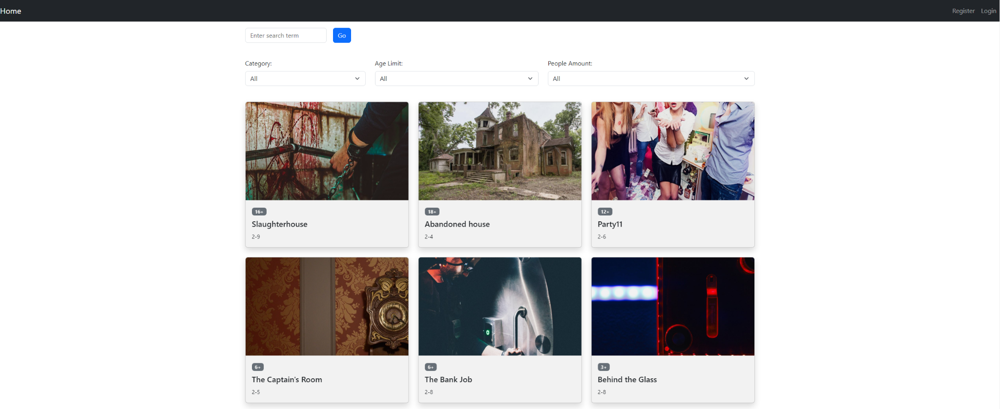 Home
Register
Login
Enter search term
Go
Category:
Age Limit:
People Amount:
All
All
All
16+
Slaughterhouse
2-9
18+
Abandoned house
2-4
12+
Party11
2-6
6+
The Captain's Room
2-5
6+
The Bank Job
2-8
3+
Behind the Glass
2-8